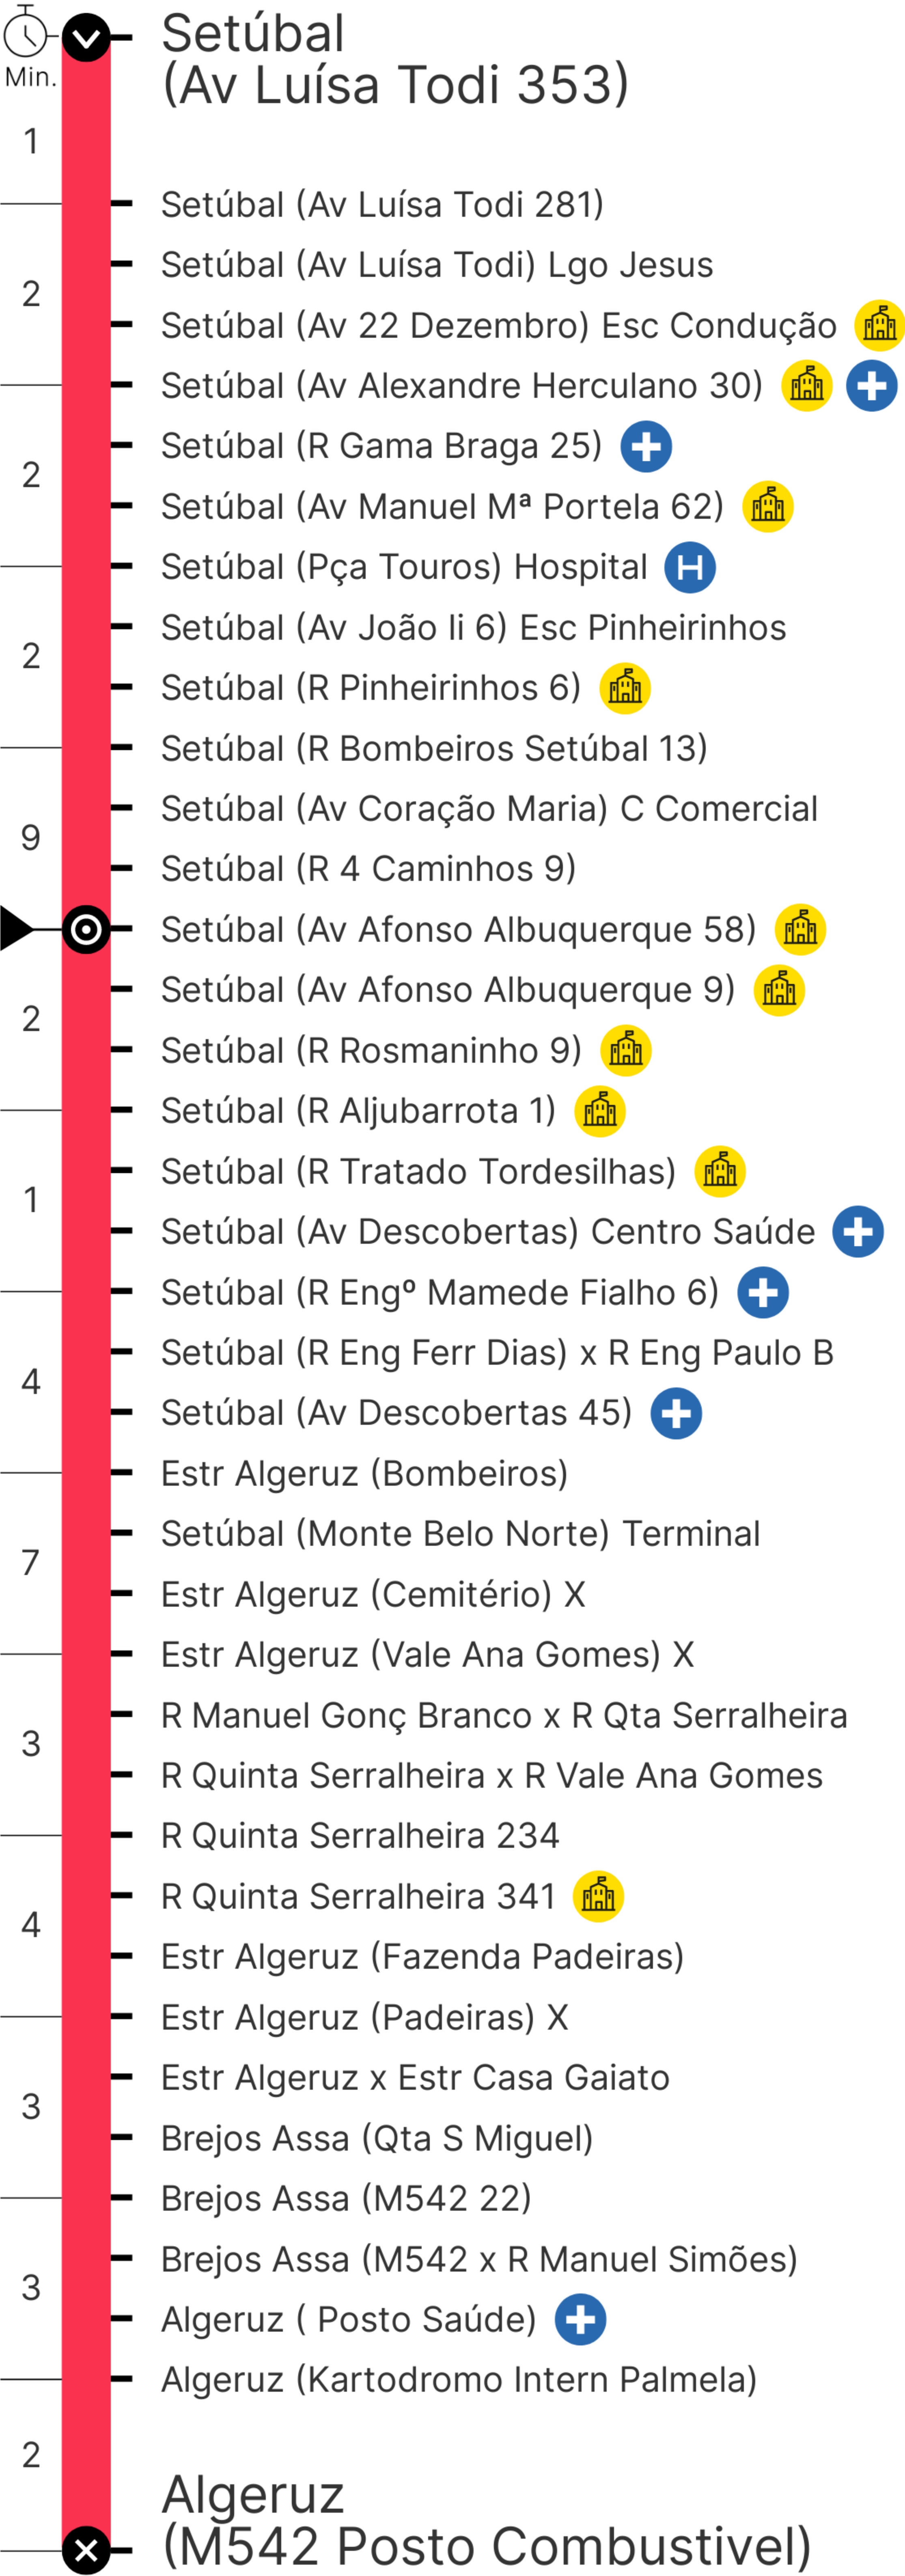 Setúbal
(Av Luísa Todi 353)
Min.
1
Setúbal (Av Luísa Todi 281)
Setúbal (Av Luísa Todi) Lgo Jesus
2
Setúbal (Av 22 Dezembro) Esc Condução
Setúbal (Av Alexandre Herculano 30)
Setúbal (R Gama Braga 25)
2
Setúbal (Av Manuel Mª Portela 62)
Setúbal (Pça Touros) Hospital H
Setúbal (Av João Ii 6) Esc Pinheirinhos
2
Setúbal (R Pinheirinhos 6)
Setúbal (R Bombeiros Setúbal 13)
Setúbal (Av Coração Maria) C Comercial
9
Setúbal (R 4 Caminhos 9)
Setúbal (Av Afonso Albuquerque 58)
Setúbal (Av Afonso Albuquerque 9)
2
Setúbal (R Rosmaninho 9)
Setúbal (R Aljubarrota 1)
Setúbal (R Tratado Tordesilhas)
1
Setúbal (Av Descobertas) Centro Saúde
Setúbal (R Engº Mamede Fialho 6)
Setúbal (R Eng Ferr Dias) x R Eng Paulo B
4
Setúbal (Av Descobertas 45)
Estr Algeruz (Bombeiros)
Setúbal (Monte Belo Norte) Terminal
7
Estr Algeruz (Cemitério) X
Estr Algeruz (Vale Ana Gomes) X
R Manuel Gonç Branco x R Qta Serralheira
3
R Quinta Serralheira x R Vale Ana Gomes
R Quinta Serralheira 234
R Quinta Serralheira 341
4
Estr Algeruz (Fazenda Padeiras)
Estr Algeruz (Padeiras) X
Estr Algeruz x Estr Casa Gaiato
3
Brejos Assa (Qta S Miguel)
Brejos Assa (M542 22)
Brejos Assa (M542 x R Manuel Simões)
3
Algeruz ( Posto Saúde)
Algeruz (Kartodromo Intern Palmela)
2
Algeruz
(M542 Posto Combustivel)